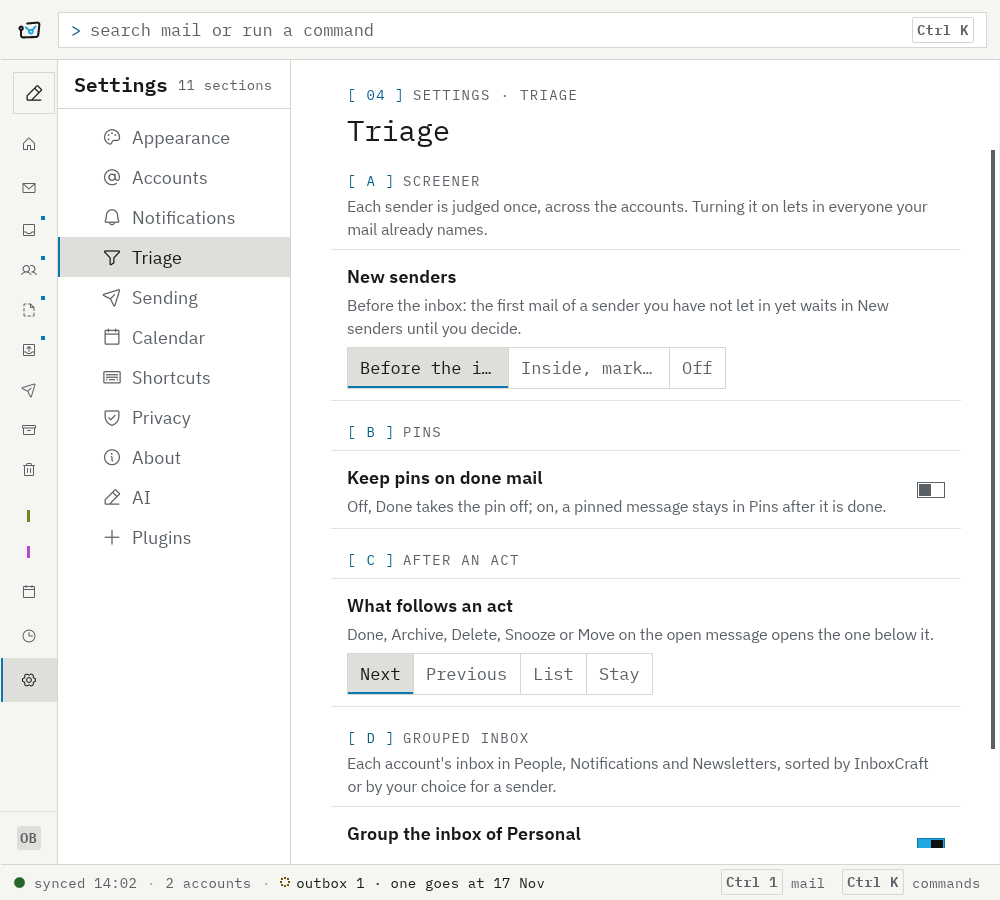 > search mail or run a command Ctrl K
Settings 11 sections
Appearance
Accounts
Notifications
Triage
Sending
Calendar
Shortcuts
Privacy
About
AI
Plugins
OB
[ 04 ] SETTINGS · TRIAGE
Triage
[ A ] SCREENER
Each sender is judged once, across the accounts. Turning it on lets in everyone your
mail already names.
New senders
Before the inbox: the first mail of a sender you have not let in yet waits in New
senders until you decide.
Before the i… Inside, mark… Off
[ B ] PINS
Keep pins on done mail
Off, Done takes the pin off; on, a pinned message stays in Pins after it is done.
[ C ] AFTER AN ACT
What follows an act
Done, Archive, Delete, Snooze or Move on the open message opens the one below it.
Next Previous List Stay
[ D ] GROUPED INBOX
Each account's inbox in People, Notifications and Newsletters, sorted by InboxCraft
or by your choice for a sender.
Group the inbox of Personal
synced 14:02 · 2 accounts · outbox 1 · one goes at 17 Nov Ctrl 1 mail Ctrl K commands